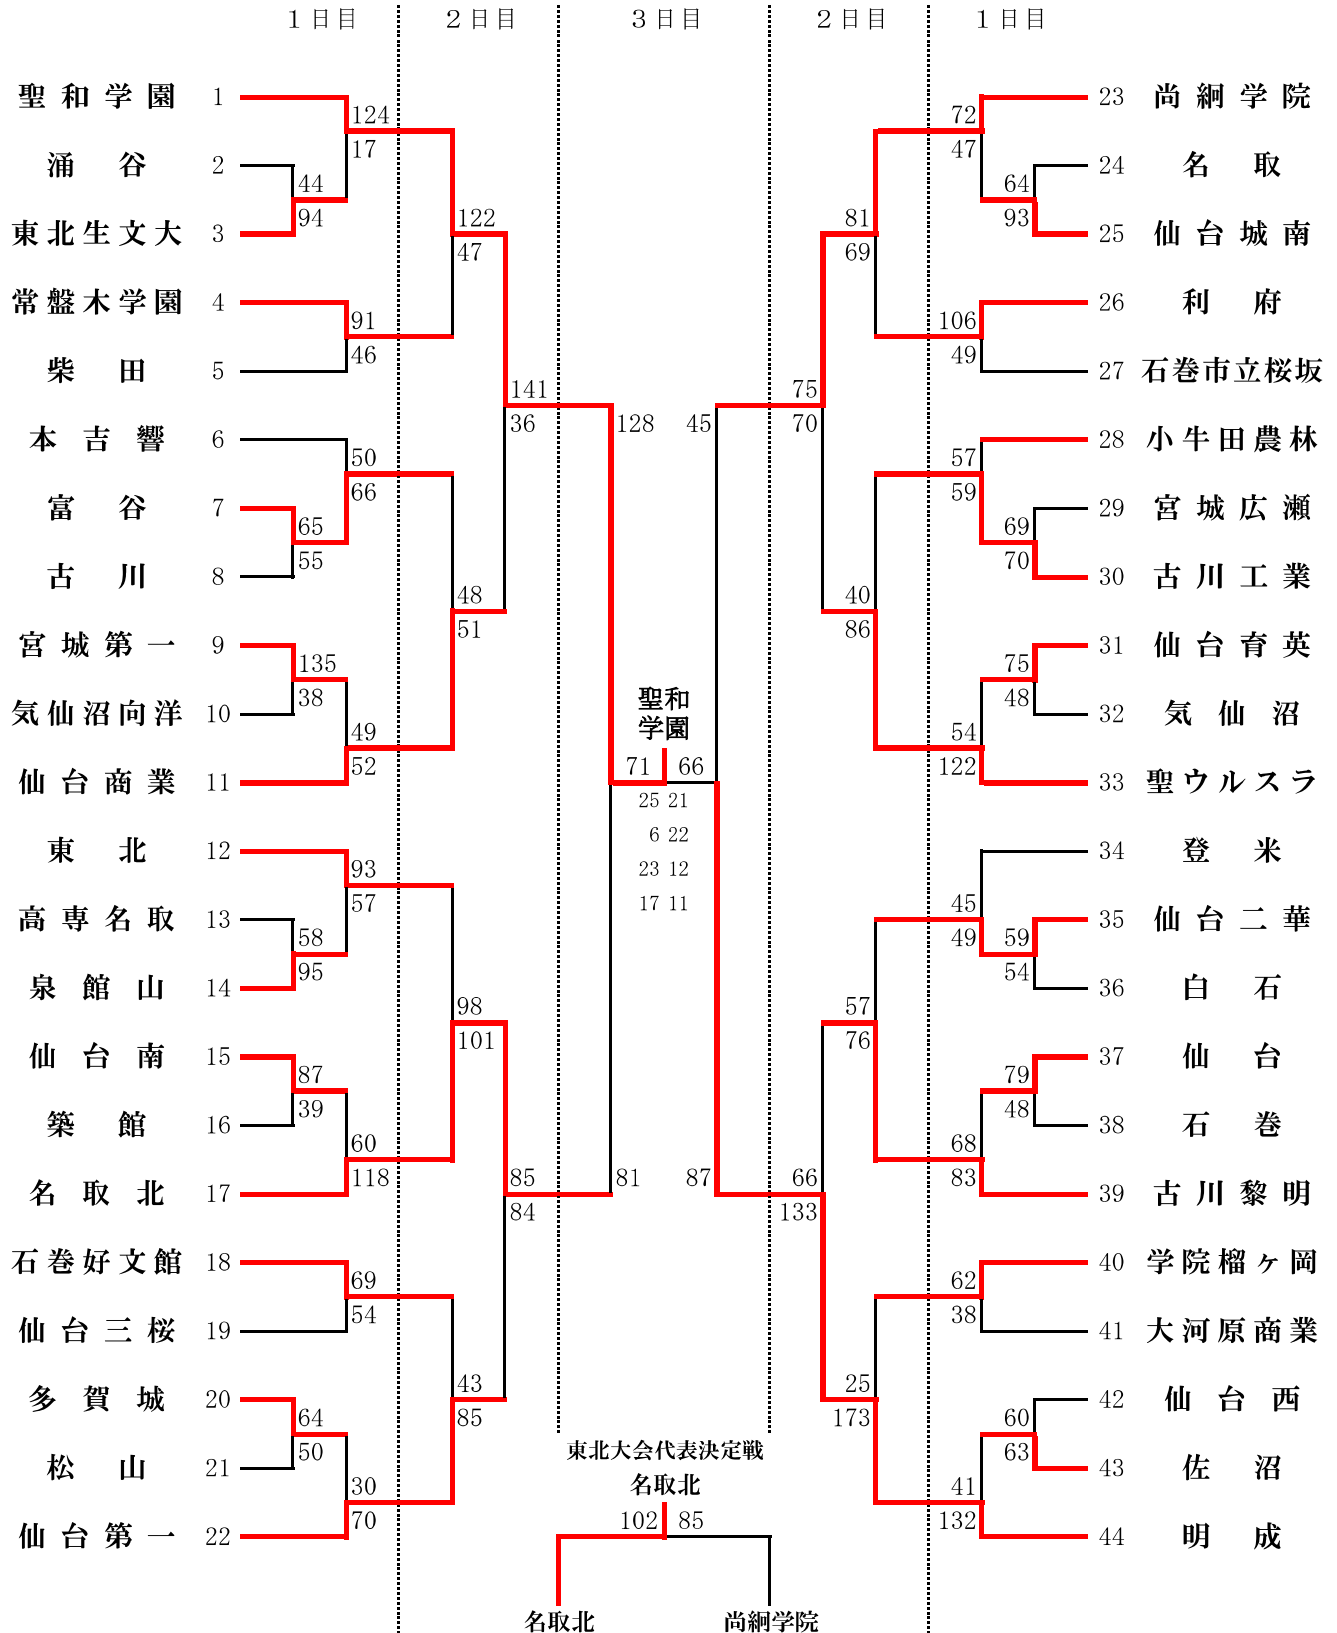 １日目 ２日目 ３日目 ２日目 １日目
聖和学園 1
124
17
涌谷 2
44
94
東北生文大 3
122
47
常盤木学園 4
91
46
柴田 5
141
36
本吉響 6
50
66
富谷 7
65
55
古川 8
48
51
宮城第一 9
135
38
気仙沼向洋 10
49
52
仙台商業 11
東北 12
93
57
高専名取 13
58
95
泉館山 14
98
101
仙台南 15
87
39
築館 16
60
118
名取北 17
85
84
石巻好文館 18
69
54
仙台三桜 19
43
85
多賀城 20
64
50
松山 21
30
70
仙台第一 22
128 45
聖和
学園
71 66
25 21
6 22
23 12
17 11
81 87
東北大会代表決定戦
名取北
102 85
名取北 尚絅学院
23 尚絅学院
72
47
24 名取
64
93
25 仙台城南
81
69
26 利府
106
49
27 石巻市立桜坂
75
70
28 小牛田農林
57
59
29 宮城広瀬
69
70
30 古川工業
40
86
31 仙台育英
75
48
32 気仙沼
54
122
33 聖ウルスラ
34 登米
45
49
35 仙台二華
59
54
36 白石
57
76
37 仙台
79
48
38 石巻
68
83
39 古川黎明
66
133
40 学院榴ヶ岡
62
38
41 大河原商業
25
173
42 仙台西
60
63
43 佐沼
41
132
44 明成